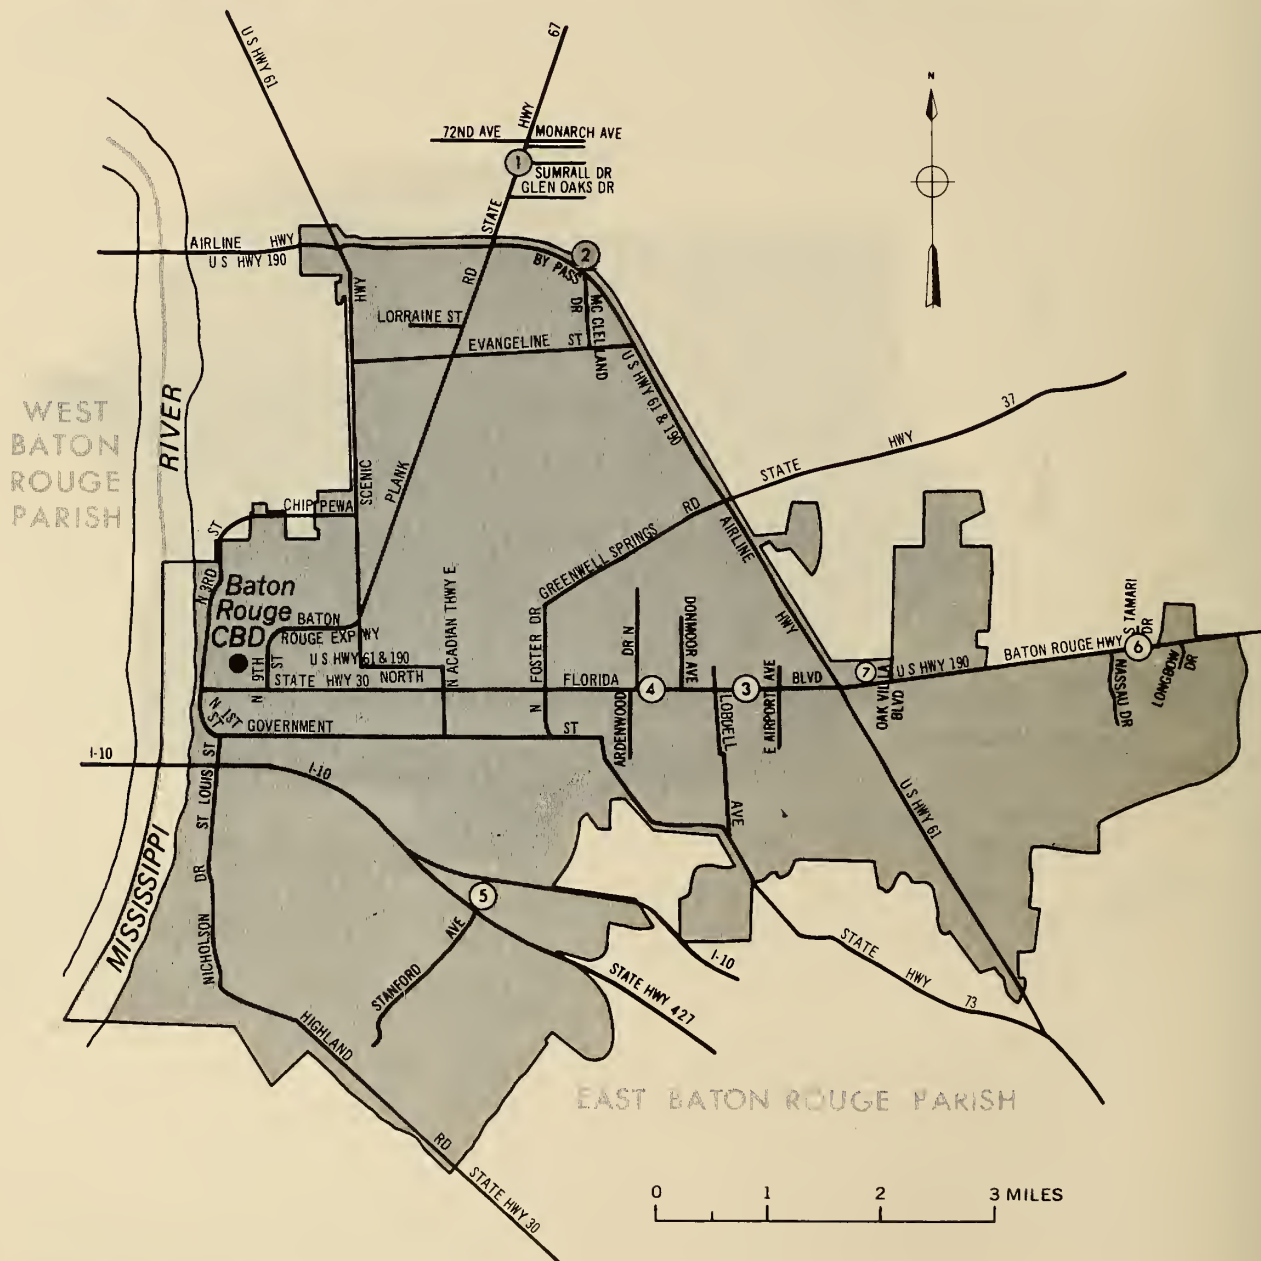 U S HWY 61
67
HWY
72ND AVE
MONARCH AVE
1
SUMRALL DR
GLEN OAKS DR
STATE
N
AIRLINE HWY
U S HWY 190
2
BY PASS
RD
HWY
MC CLELLAND
DR
LORRAINE ST
EVANGELINE ST
U S HWY 61 & 190
37
HWY
STATE
WEST
BATON
ROUGE
PARISH
RIVER
SCENIC
PLANK
CHIPPEWA
ST
RD
GREENWELL SPRINGS
AIRLINE
HWY
N 3RD
Baton
Rouge
CBD
BATON
ROUGE EXPWY
U S HWY 61 & 190
STATE HWY 30
NORTH
N 9TH
ST
N ACADIAN THWY E
N FOSTER DR
DR N
DONMOOR AVE
S TAMARI
DR
6
BATON ROUGE HWY
U S HWY 190
LONGBOW
DR
NASSAU DR
7
OAK VILLA
BLVD
FLORIDA
4
3
BLVD
ARDENWOOD
LOBDELL
AVE
E AIRPORT AVE
N 1ST
ST
GOVERNMENT
ST
I-10
I-10
ST LOUIS ST
U S HWY 61
MISSISSIPPI
NICHOLSON DR
5
STANFORD AVE
I-10
STATE HWY 427
STATE
HWY
73
HIGHLAND
RD
EAST BATON ROUGE PARISH
STATE HWY 30
0 1 2 3 MILES